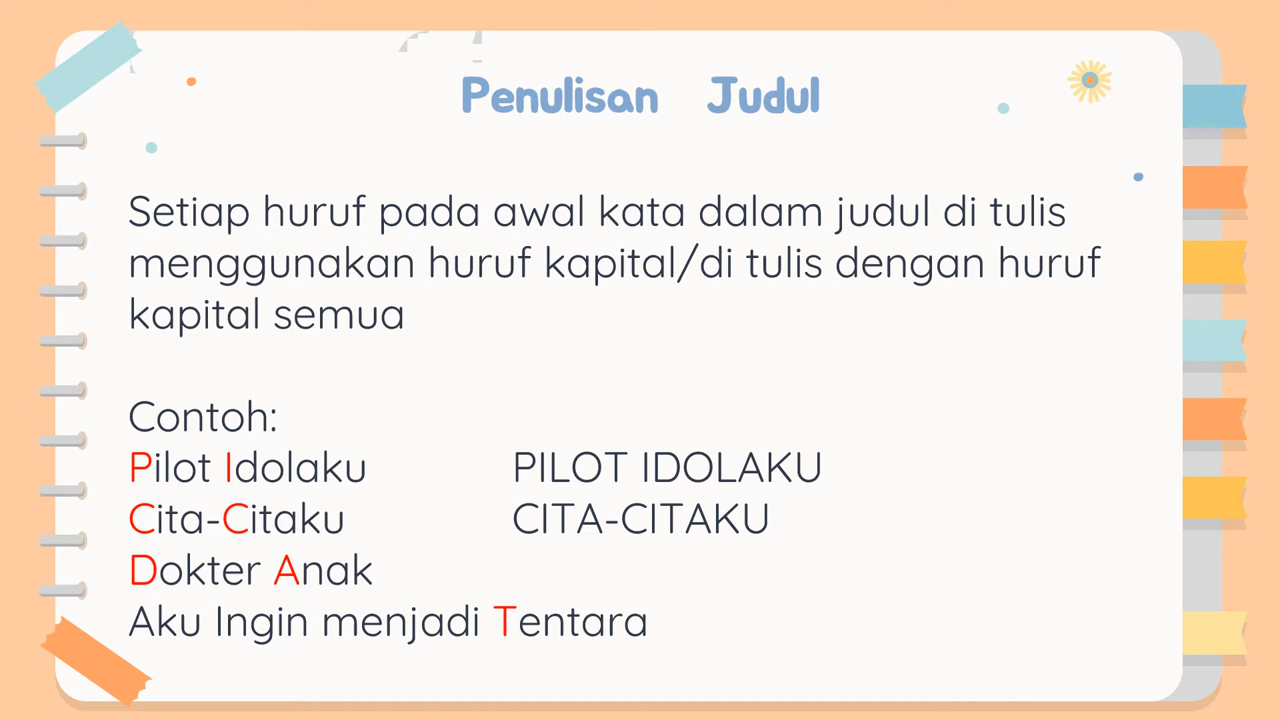 Penulisan Judul
Setiap huruf pada awal kata dalam judul di tulis
menggunakan huruf kapital/di tulis dengan huruf
kapital semua
Contoh:
Pilot Idolaku PILOT IDOLAKU
Cita-Citaku CITA-CITAKU
Dokter Anak
Aku Ingin menjadi Tentara